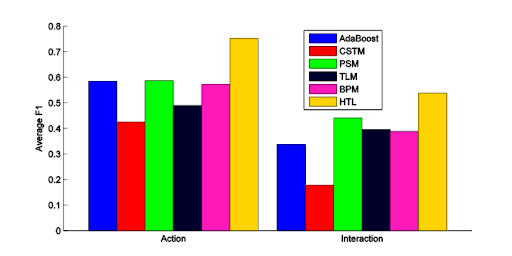 0.8
0.7
0.6
0.5
0.4
0.3
0.2
0.1
0
Average F1
Action
Interaction
AdaBoost
CSTM
PSM
TLM
BPM
HTL